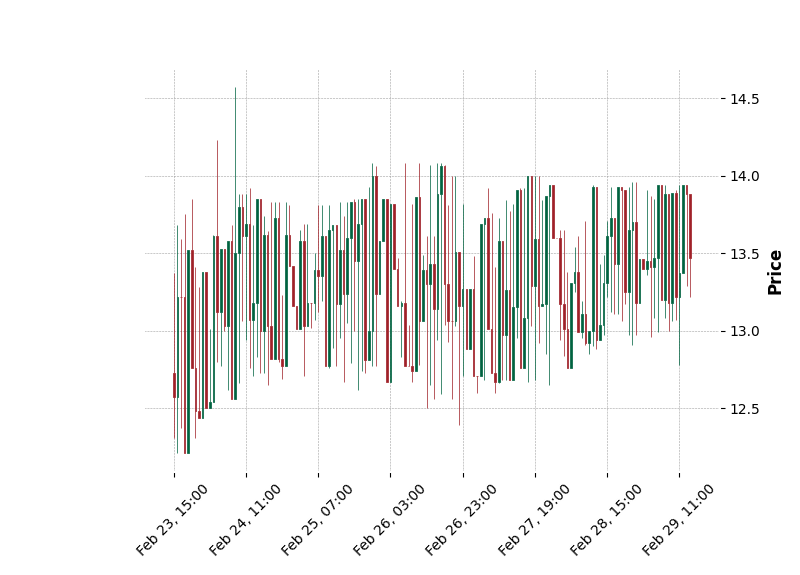 14.5
14.0
13.5
13.0
12.5
Price
Feb 23, 15:00
Feb 24, 11:00
Feb 25, 07:00
Feb 26, 03:00
Feb 26, 23:00
Feb 27, 19:00
Feb 28, 15:00
Feb 29, 11:00